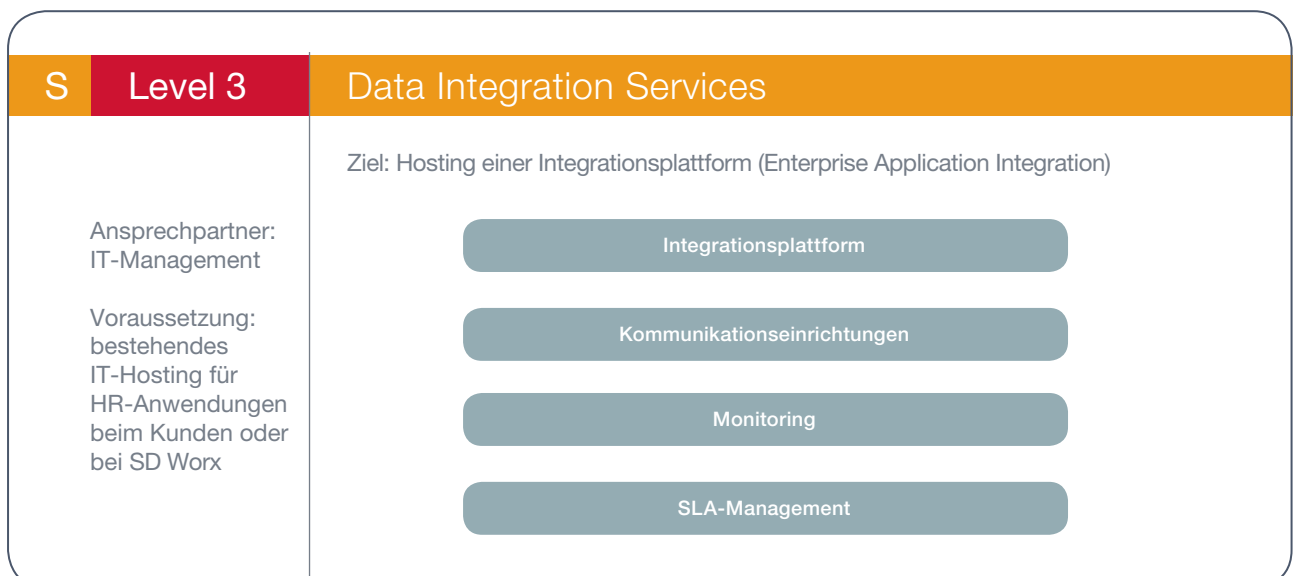 S
Level 3
Data Integration Services
Ziel: Hosting einer Integrationsplattform (Enterprise Application Integration)
Ansprechpartner:
IT-Management
Voraussetzung:
bestehendes
IT-Hosting für
HR-Anwendungen
beim Kunden oder
bei SD Worx
Integrationsplattform
Kommunikationseinrichtungen
Monitoring
SLA-Management